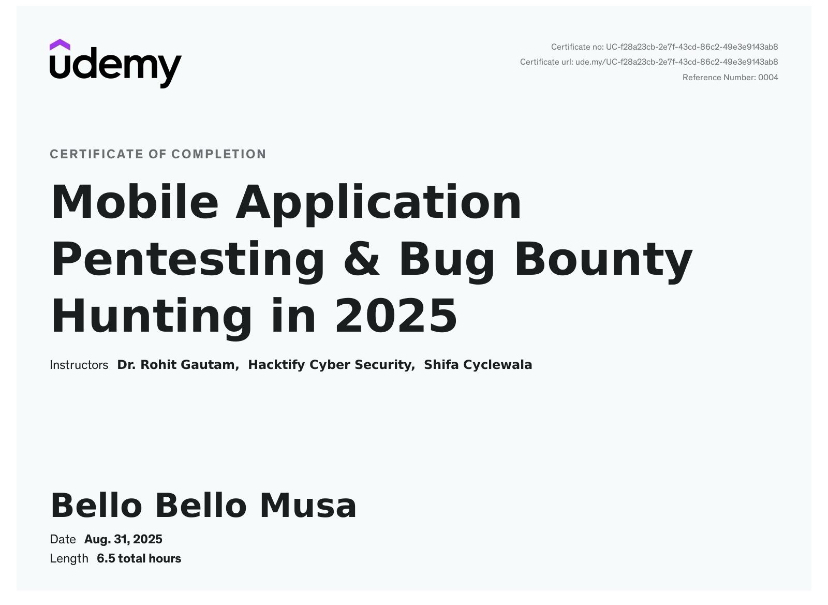 udemy
Certificate no: UC-f28a23cb-2e7f-43cd-86c2-49e3e9143ab8
Certificate url: ude.my/UC-f28a23cb-2e7f-43cd-86c2-49e3e9143ab8
Reference Number: 0004
CERTIFICATE OF COMPLETION
Mobile Application
Pentesting & Bug Bounty
Hunting in 2025
Instructors Dr. Rohit Gautam, Hacktify Cyber Security, Shifa Cyclewala
Bello Bello Musa
Date Aug. 31, 2025
Length 6.5 total hours